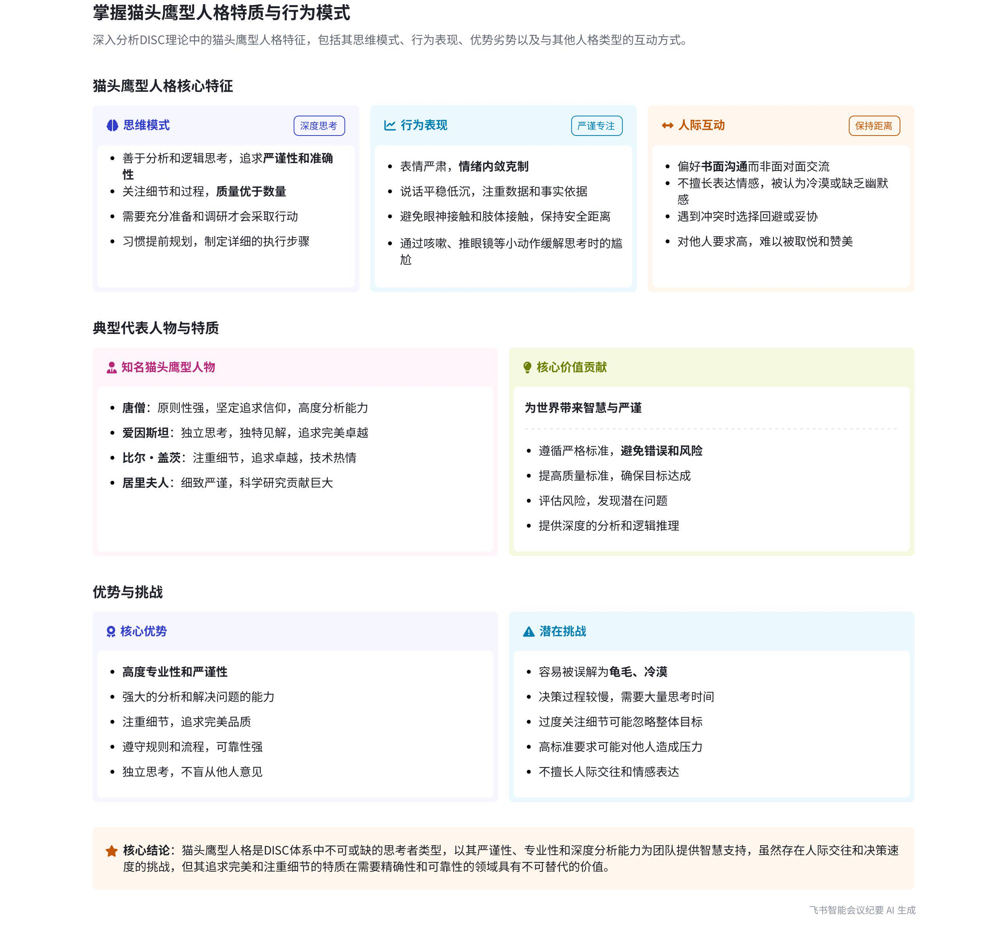 掌握猫头鹰型人格特质与行为模式
深入分析DISC理论中的猫头鹰型人格特征，包括其思维模式、行为表现、优势劣势以及与其他人格类型的互动方式。
猫头鹰型人格核心特征
思维模式
深度思考
善于分析和逻辑思考，追求严谨性和准确
性
关注细节和过程，质量优于数量
需要充分准备和调研才会采取行动
习惯提前规划，制定详细的执行步骤
行为表现
严谨专注
表情严肃，情绪内敛克制
说话平稳低沉，注重数据和事实依据
避免眼神接触和肢体接触，保持安全距离
通过咳嗽、推眼镜等小动作缓解思考时的尴
尬
人际互动
保持距离
偏好书面沟通而非面对面交流
不擅长表达情感，被认为冷漠或缺乏幽默
感
遇到冲突时选择回避或妥协
对他人要求高，难以被取悦和赞美
典型代表人物与特质
知名猫头鹰型人物
唐僧：原则性强，坚定追求信仰，高度分析能力
爱因斯坦：独立思考，独特见解，追求完美卓越
比尔·盖茨：注重细节，追求卓越，技术热情
居里夫人：细致严谨，科学研究贡献巨大
核心价值贡献
为世界带来智慧与严谨
遵循严格标准，避免错误和风险
提高质量标准，确保目标达成
评估风险，发现潜在问题
提供深度的分析和逻辑推理
优势与挑战
核心优势
高度专业性和严谨性
强大的分析和解决问题的能力
注重细节，追求完美品质
遵守规则和流程，可靠性强
独立思考，不盲从他人意见
潜在挑战
容易被误解为龟毛、冷漠
决策过程较慢，需要大量思考时间
过度关注细节可能忽略整体目标
高标准要求可能对他人造成压力
不擅长人际交往和情感表达
核心结论：猫头鹰型人格是DISC体系中不可或缺的思考者类型，以其严谨性、专业性和深度分析能力为团队提供智慧支持，虽然存在人际交往和决策速
度的挑战，但其追求完美和注重细节的特质在需要精确性和可靠性的领域具有不可替代的价值。
飞书智能会议纪要 AI 生成